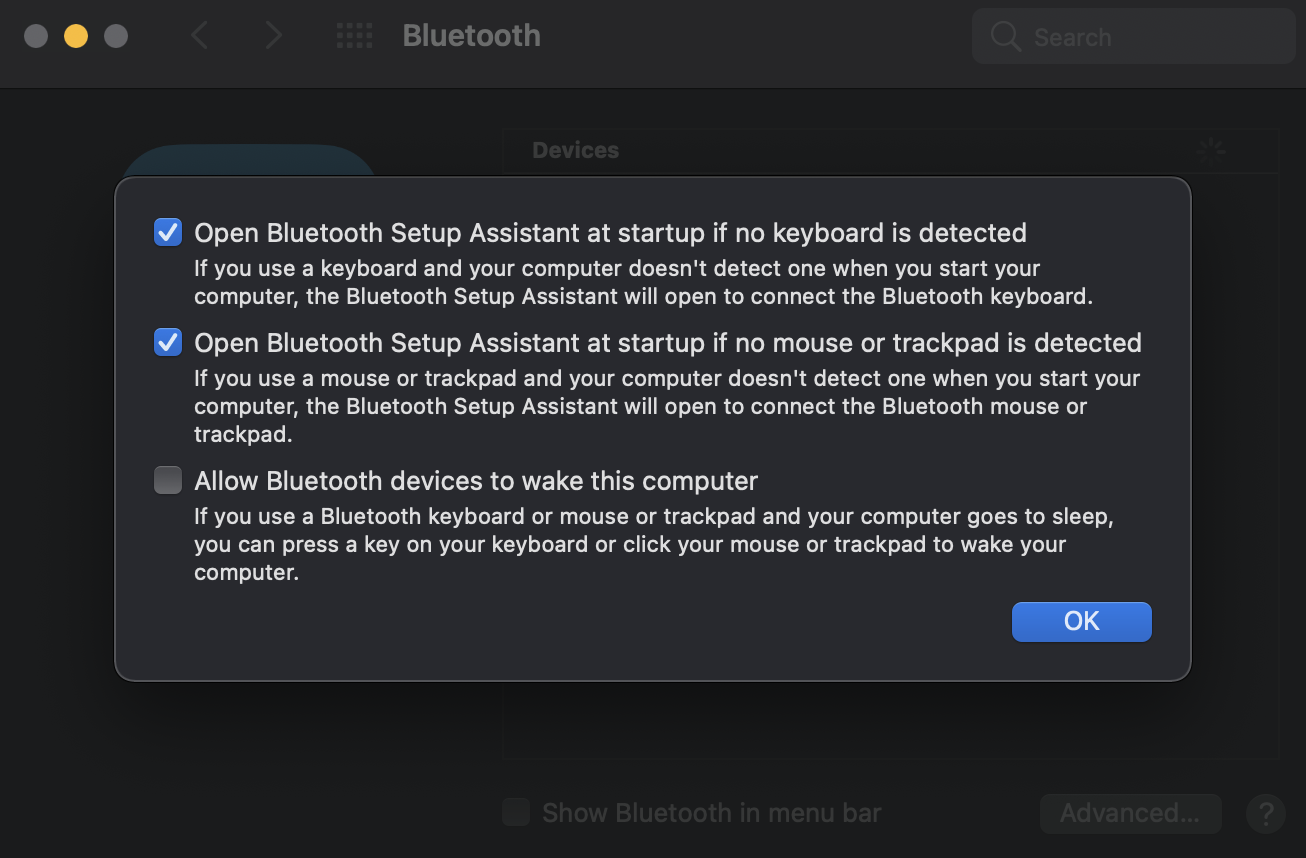 Bluetooth
Search
Devices
Open Bluetooth Setup Assistant at startup if no keyboard is detected
If you use a keyboard and your computer doesn't detect one when you start your
computer, the Bluetooth Setup Assistant will open to connect the Bluetooth keyboard.
Open Bluetooth Setup Assistant at startup if no mouse or trackpad is detected
If you use a mouse or trackpad and your computer doesn't detect one when you start your
computer, the Bluetooth Setup Assistant will open to connect the Bluetooth mouse or
trackpad.
Allow Bluetooth devices to wake this computer
If you use a Bluetooth keyboard or mouse or trackpad and your computer goes to sleep,
you can press a key on your keyboard or click your mouse or trackpad to wake your
computer.
OK
Show Bluetooth in menu bar
Advanced...
?